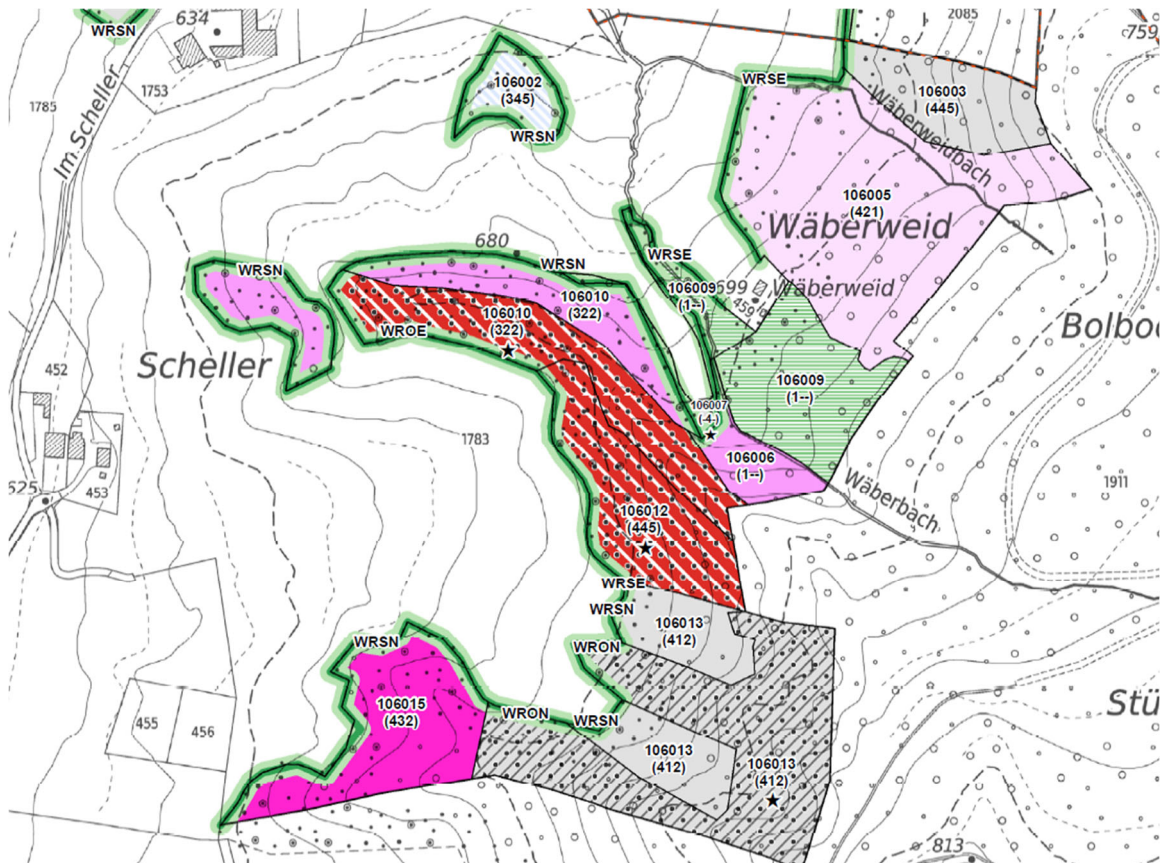 634
WRSN
2085
759
1785
1753
Im Scheller
106002
(345)
WRSN
WRSE
106003
(445)
Wäberweidbach
106005
(421)
Wäberweid
680
WRSN
WRSN
WRSE
106009
(1--)
699
Wäberweid
459
106010
(322)
106010
(322)
WROE
Bolbo
Scheller
452
106009
(1--)
106007
(-4-)
1783
106006
(1--)
1911
625
453
106012
(445)
Wäberbach
WRSE
WRSN
106013
(412)
WRSN
WRON
106015
(432)
455
456
WRON
WRSN
106013
(412)
106013
(412)
Stü
813